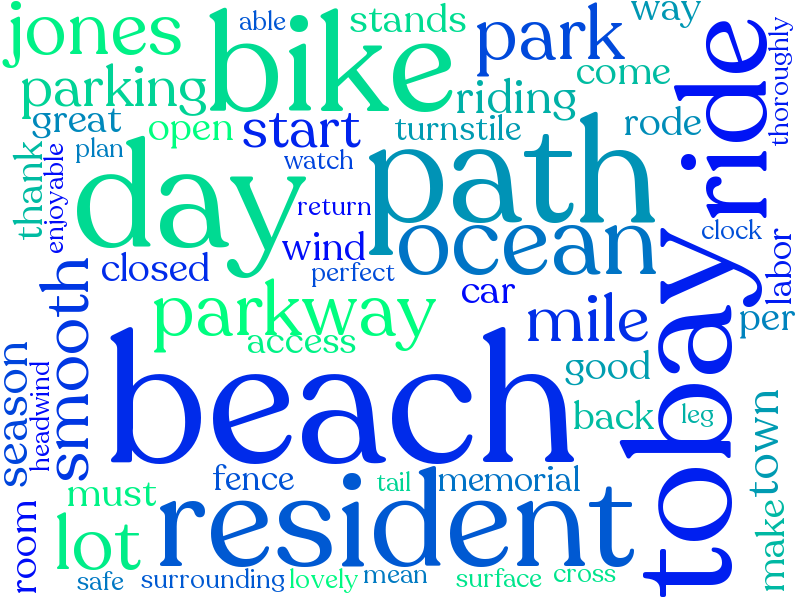 jones
bike
able
stands
park
way
ride
thoroughly
parking
riding
come
great
open
start
turnstile
rode
thank
enjoyable
plan
watch
day
path
return
ocean
clock
wind
closed
perfect
labor
smooth
parkway
car
mile
per
access
tobay
beach
good
season
headwind
back
leg
town
fence
tail
memorial
must
resident
lot
room
make
safe
surrounding
lovely
mean
surface
cross